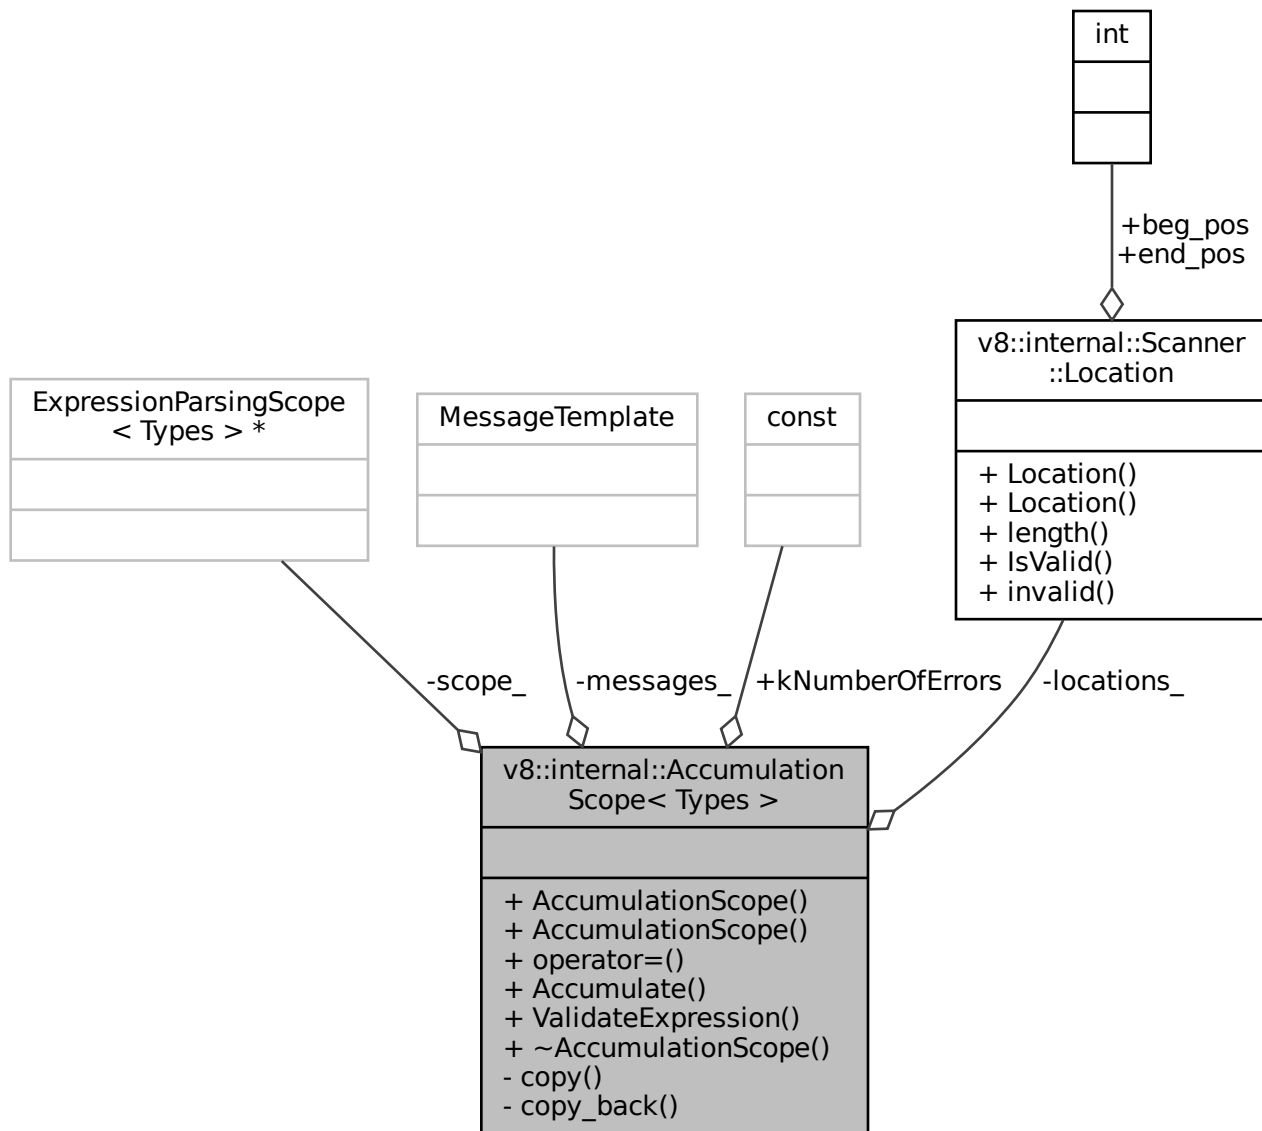 int
+beg_pos
+end_pos
v8::internal::Scanner
::Location
+ Location()
+ Location()
+ length()
+ IsValid()
+ invalid()
ExpressionParsingScope
< Types > *
MessageTemplate
const
-scope_
-messages_
+kNumberOfErrors
-locations_
v8::internal::Accumulation
Scope< Types >
+ AccumulationScope()
+ AccumulationScope()
+ operator=()
+ Accumulate()
+ ValidateExpression()
+ ~AccumulationScope()
- copy()
- copy_back()